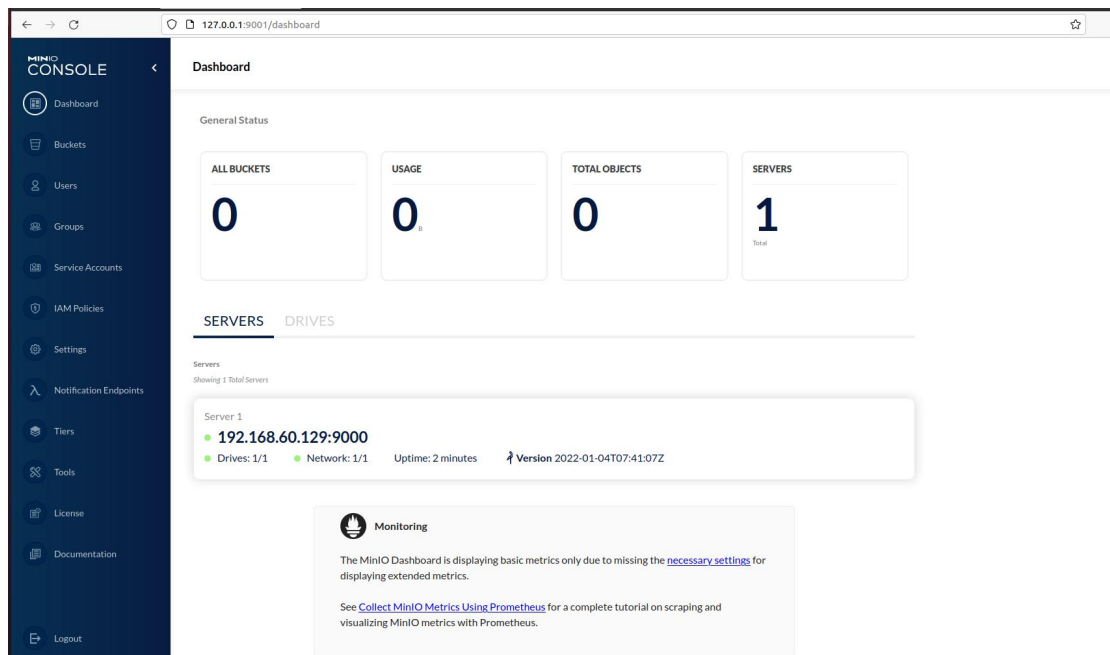 127.0.0.1:9001/dashboard
MINIO
CONSOLE
Dashboard
Buckets
Users
Groups
Service Accounts
IAM Policies
Settings
Notification Endpoints
Tiers
Tools
License
Documentation
Logout
Dashboard
General Status
ALL BUCKETS
0
USAGE
0 B
TOTAL OBJECTS
0
SERVERS
1
Total
SERVERS DRIVES
Servers
Showing 1 Total Servers
Server 1
192.168.60.129:9000
Drives: 1/1 Network: 1/1 Uptime: 2 minutes Version 2022-01-04T07:41:07Z
Monitoring
The MinIO Dashboard is displaying basic metrics only due to missing the necessary settings for
displaying extended metrics.
See Collect MinIO Metrics Using Prometheus for a complete tutorial on scraping and
visualizing MinIO metrics with Prometheus.